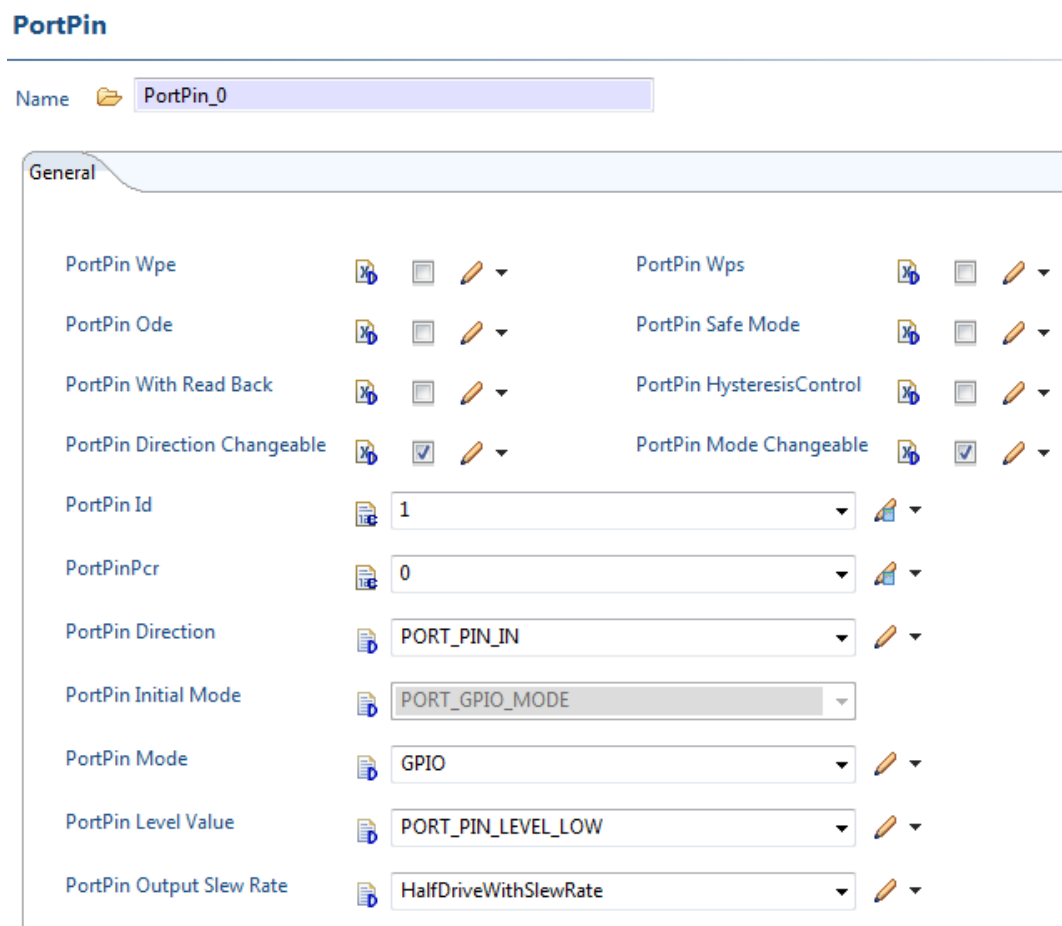 PortPin
Name PortPin_0
General
PortPin Wpe PortPin Wps
PortPin Ode PortPin Safe Mode
PortPin With Read Back PortPin HysteresisControl
PortPin Direction Changeable PortPin Mode Changeable
PortPin Id 1
PortPinPcr 0
PortPin Direction PORT_PIN_IN
PortPin Initial Mode PORT_GPIO_MODE
PortPin Mode GPIO
PortPin Level Value PORT_PIN_LEVEL_LOW
PortPin Output Slew Rate HalfDriveWithSlewRate